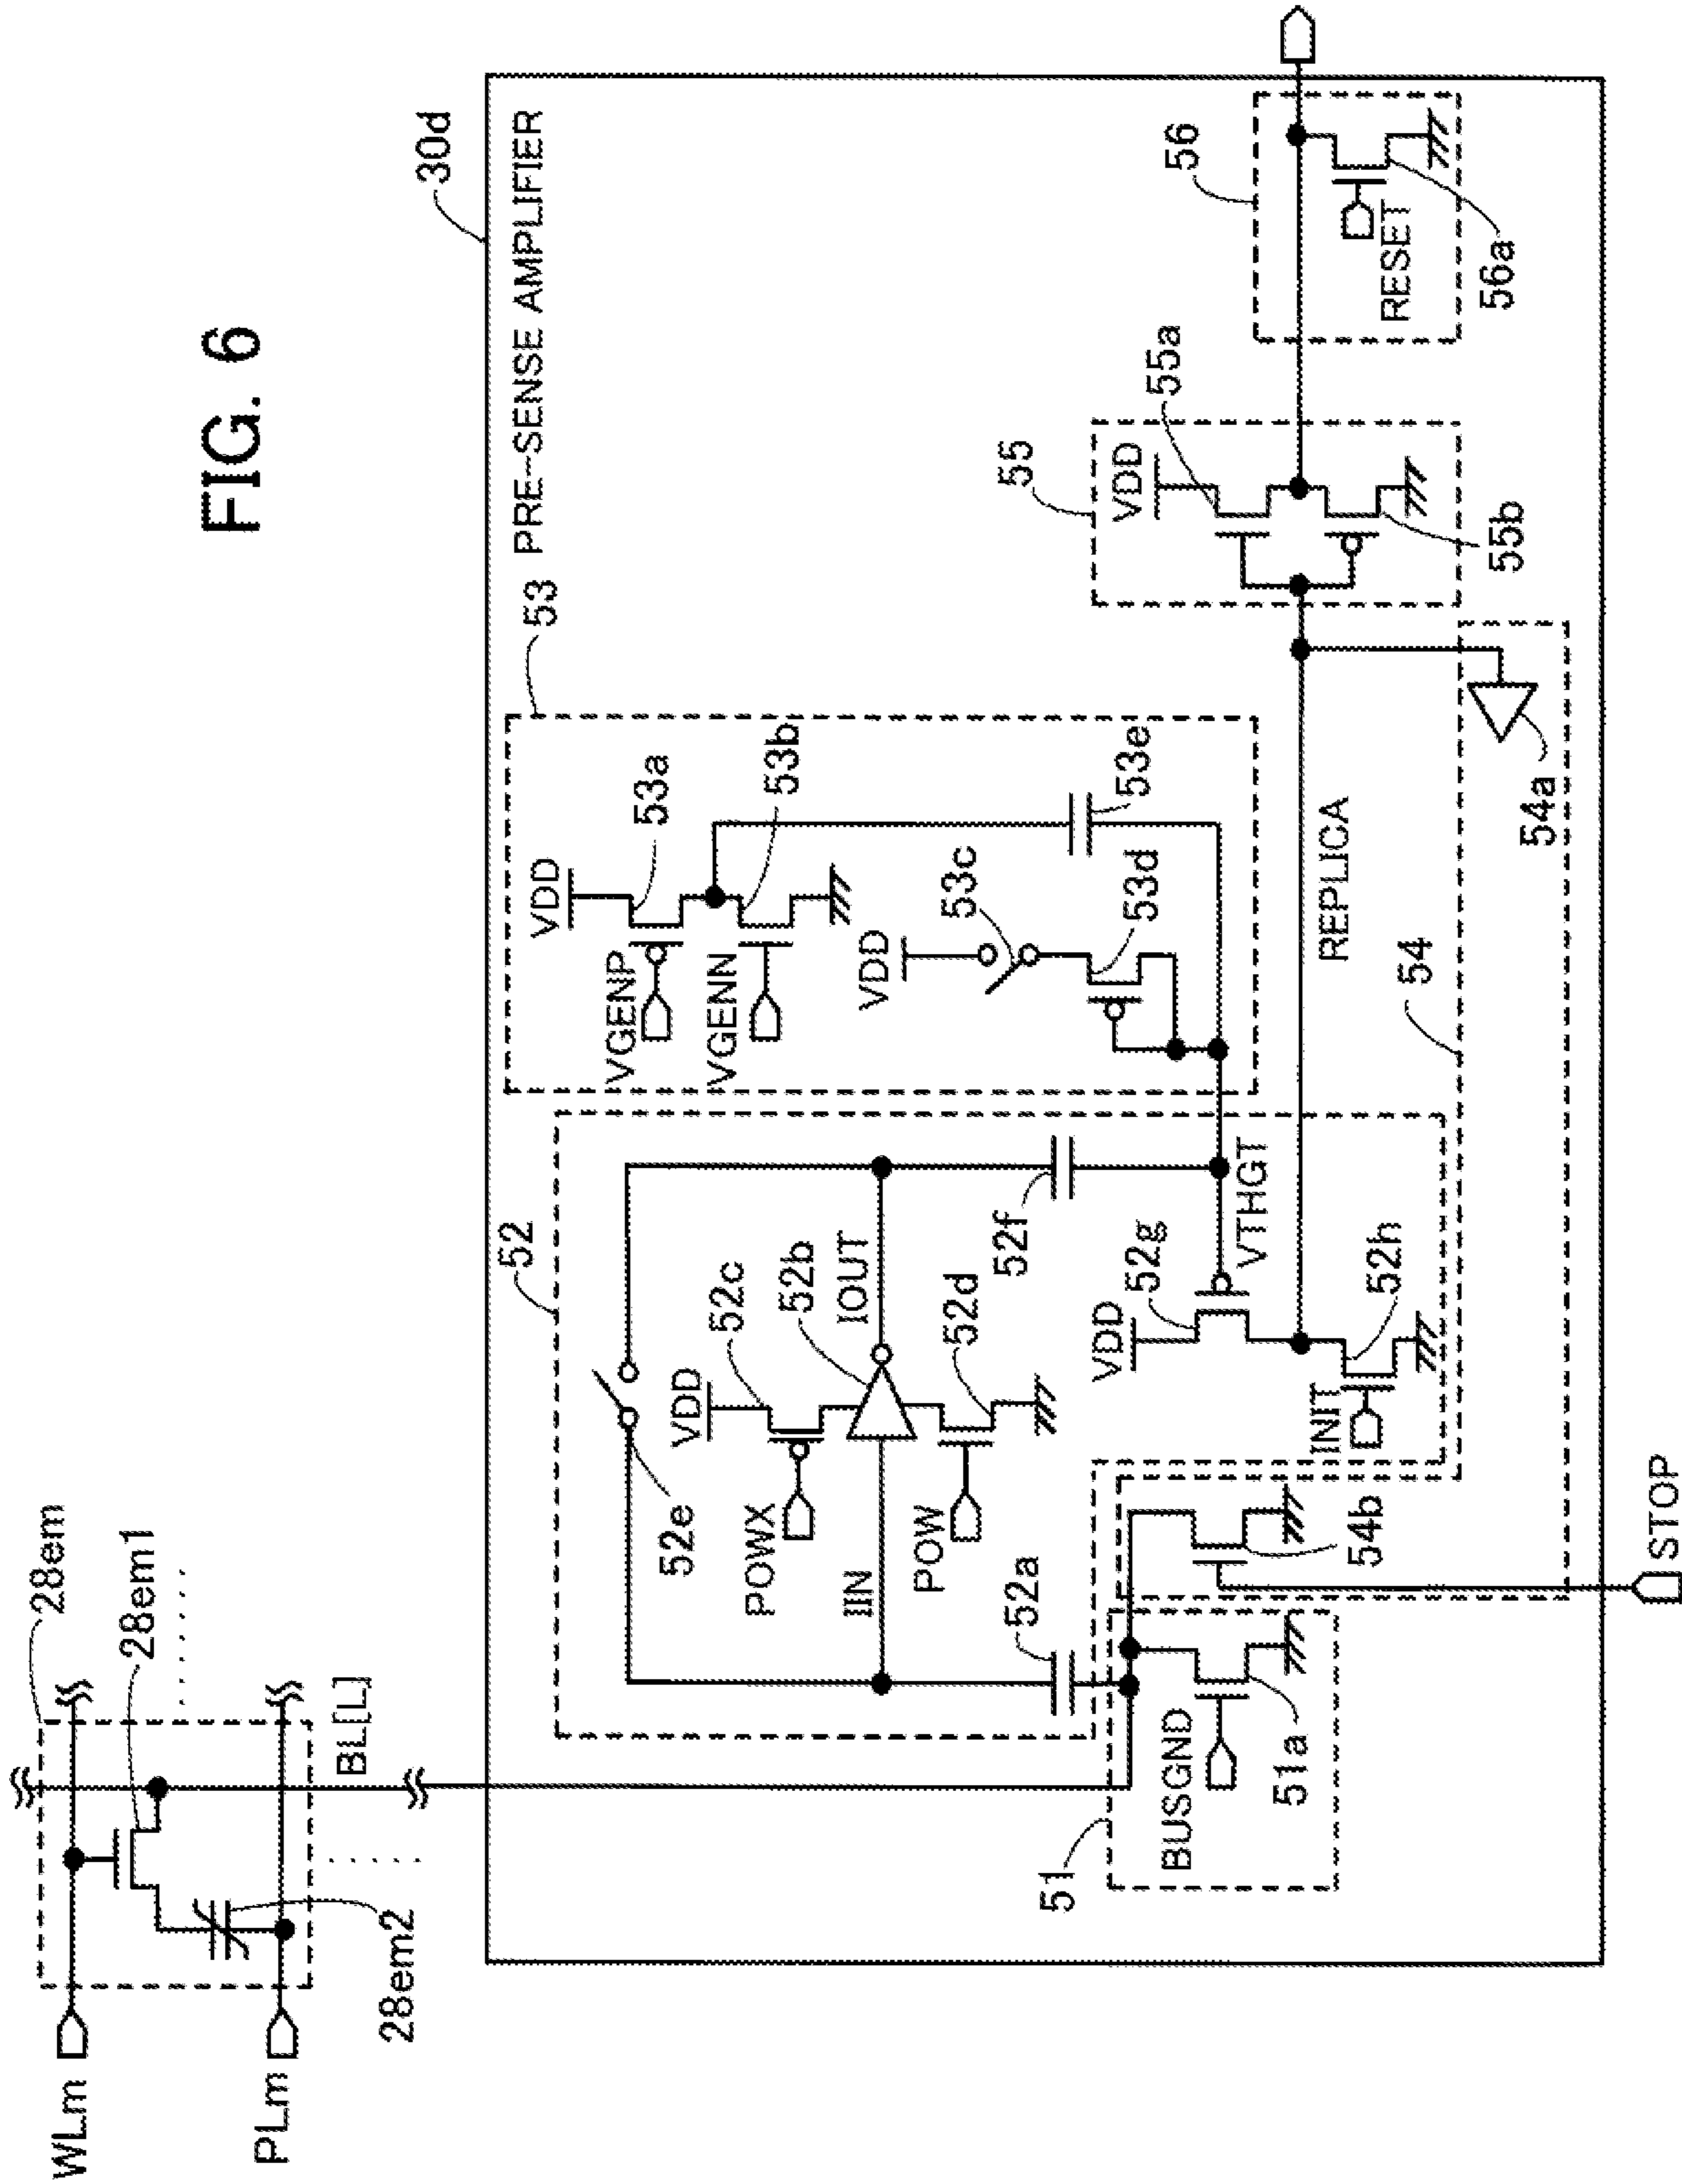 FIG. 6
WLm
PLm
28em
28em1
28em2
BL[L]
30d
PRE-SENSE AMPLIFIER
52
52e
POWX
VDD
52c
52b
IIN
IOUT
POW
52d
52a
52f
VDD
52g
VTHGT
INIT
52h
53
VDD
53a
VGENP
53b
VGENN
VDD
53c
53d
53e
51
BUSGND
51a
54
54b
54a
STOP
REPLICA
55
VDD
55a
55b
56
RESET
56a